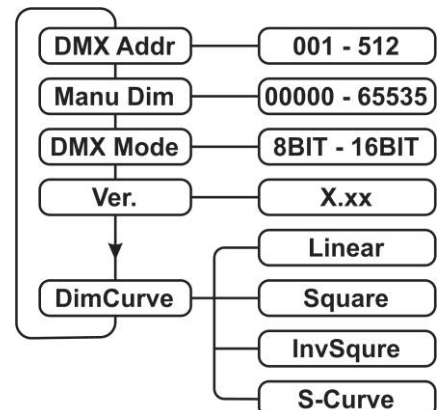 DMX Addr 001 - 512
Manu Dim 00000 - 65535
DMX Mode 8BIT - 16BIT
Ver. X.xx
Linear
DimCurve Square
InvSqure
S-Curve